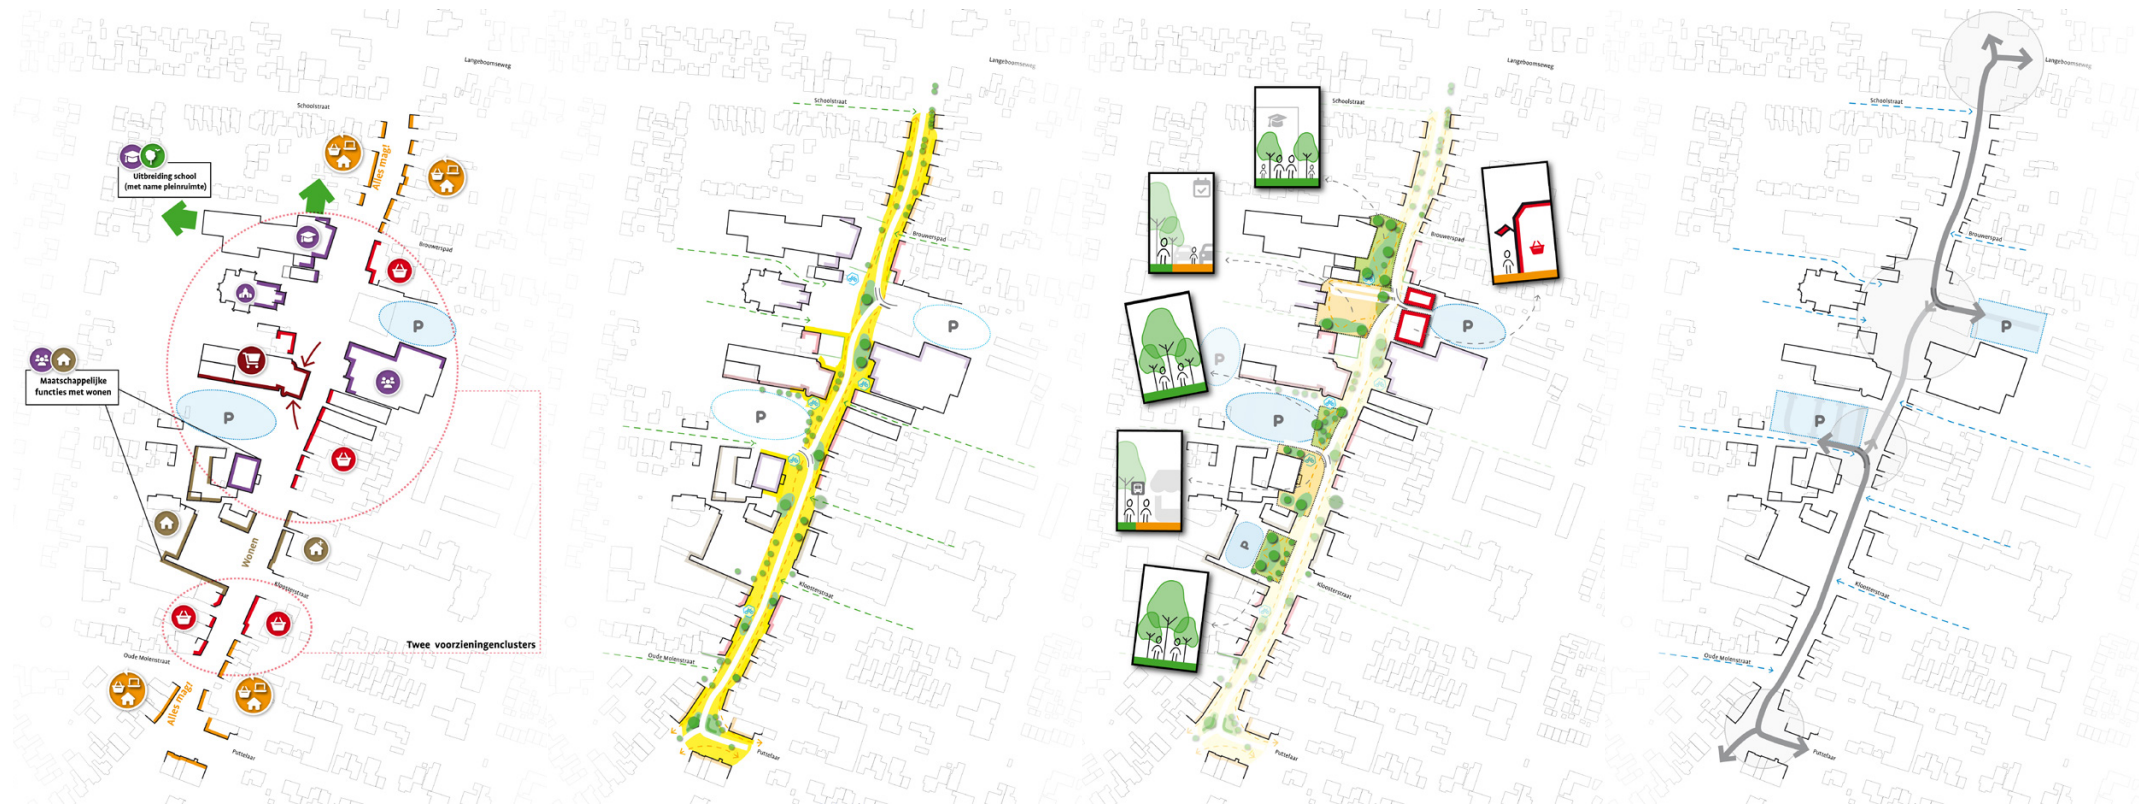 Langeboomseweg
Schoolstraat
Alles mag!
Uitbreiding school
(met name pleinruimte)
Brouwerspad
P
Maatschappelijke
functies met wonen
P
Wonen
Kloosterstraat
Twee voorzieningenclusters
Oude Molenstraat
Alles mag!
Puttelaar
Langeboomseweg
Schoolstraat
Brouwerspad
P
P
Kloosterstraat
Oude Molenstraat
Puttelaar
Langeboomseweg
Schoolstraat
Brouwerspad
P
P
P
P
Kloosterstraat
Puttelaar
Langeboomseweg
Schoolstraat
Brouwerspad
P
P
Kloosterstraat
Oude Molenstraat
Puttelaar